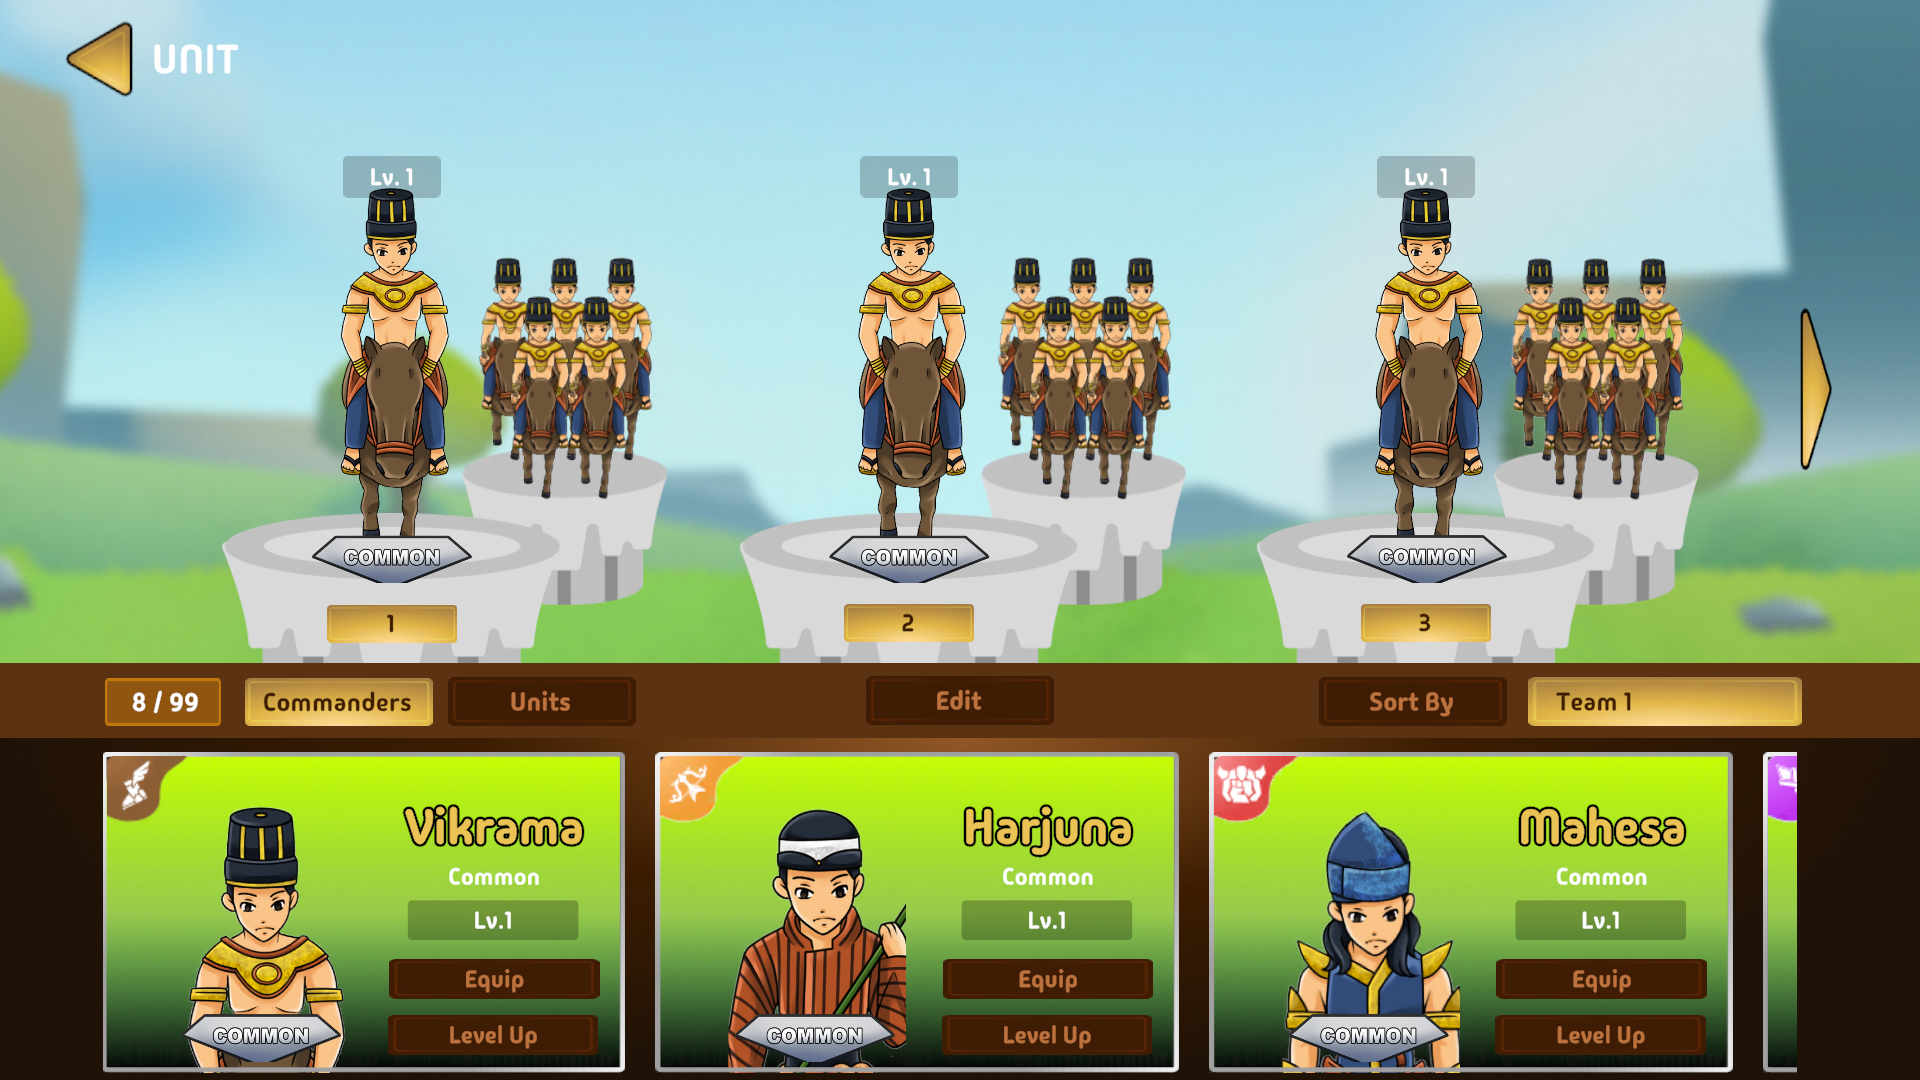 UNIT
Lv. 1
Lv. 1
Lv. 1
COMMON
COMMON
COMMON
1
2
3
8 / 99
Commanders
Units
Edit
Sort By
Team 1
Vikrama
Common
Lv.1
Equip
Level Up
COMMON
Harjuna
Common
Lv.1
Equip
Level Up
COMMON
Mahesa
Common
Lv.1
Equip
Level Up
COMMON